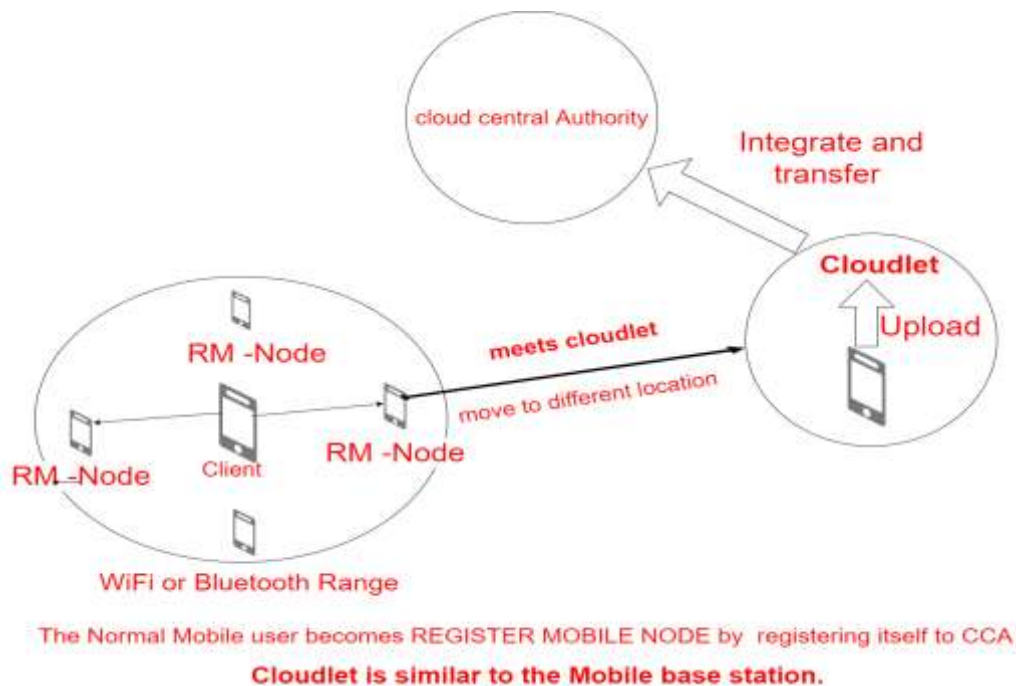 cloud central Authority
Integrate and
transfer
Cloudlet
Upload
meets cloudlet
move to different location
RM -Node
RM -Node
RM -Node
Client
WiFi or Bluetooth Range
The Normal Mobile user becomes REGISTER MOBILE NODE by registering itself to CCA
Cloudlet is similar to the Mobile base station.